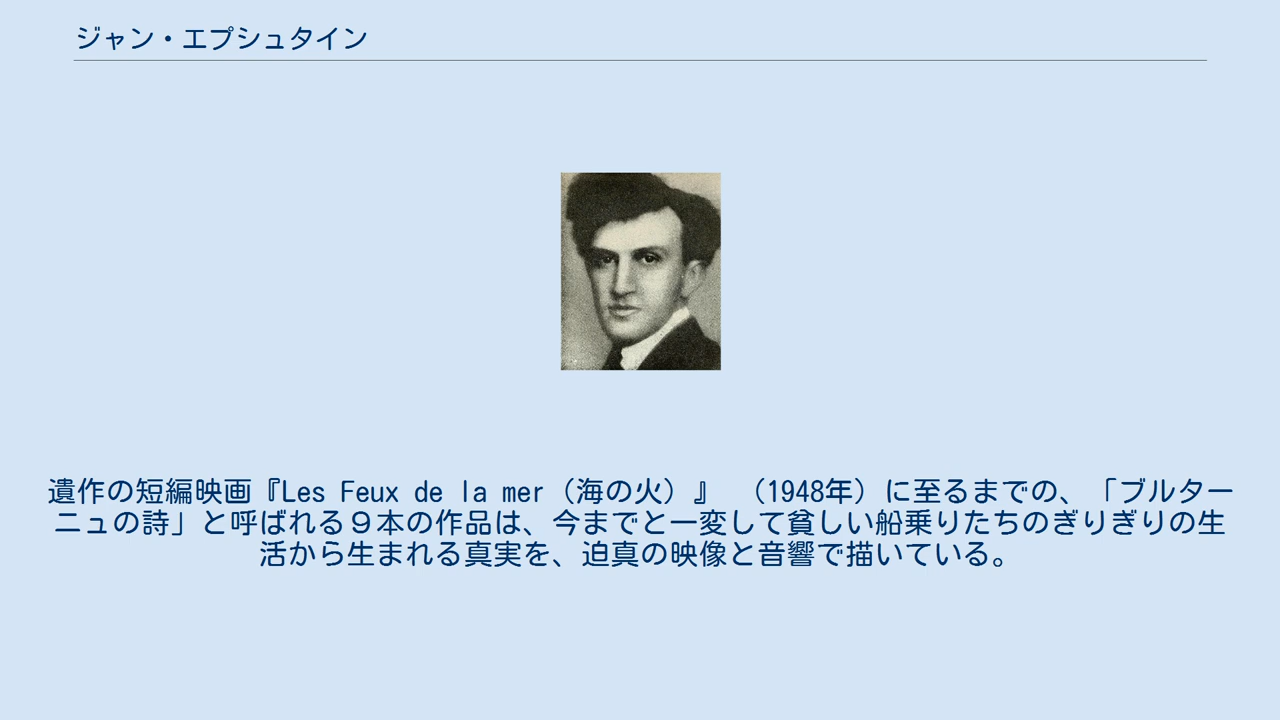 ジャン・エプシュタイン
遺作の短編映画『Les Feux de la mer（海の火）』　（1948年）に至るまでの、「ブルター
ニュの詩」と呼ばれる９本の作品は、今までと一変して貧しい船乗りたちのぎりぎりの生
活から生まれる真実を、迫真の映像と音響で描いている。